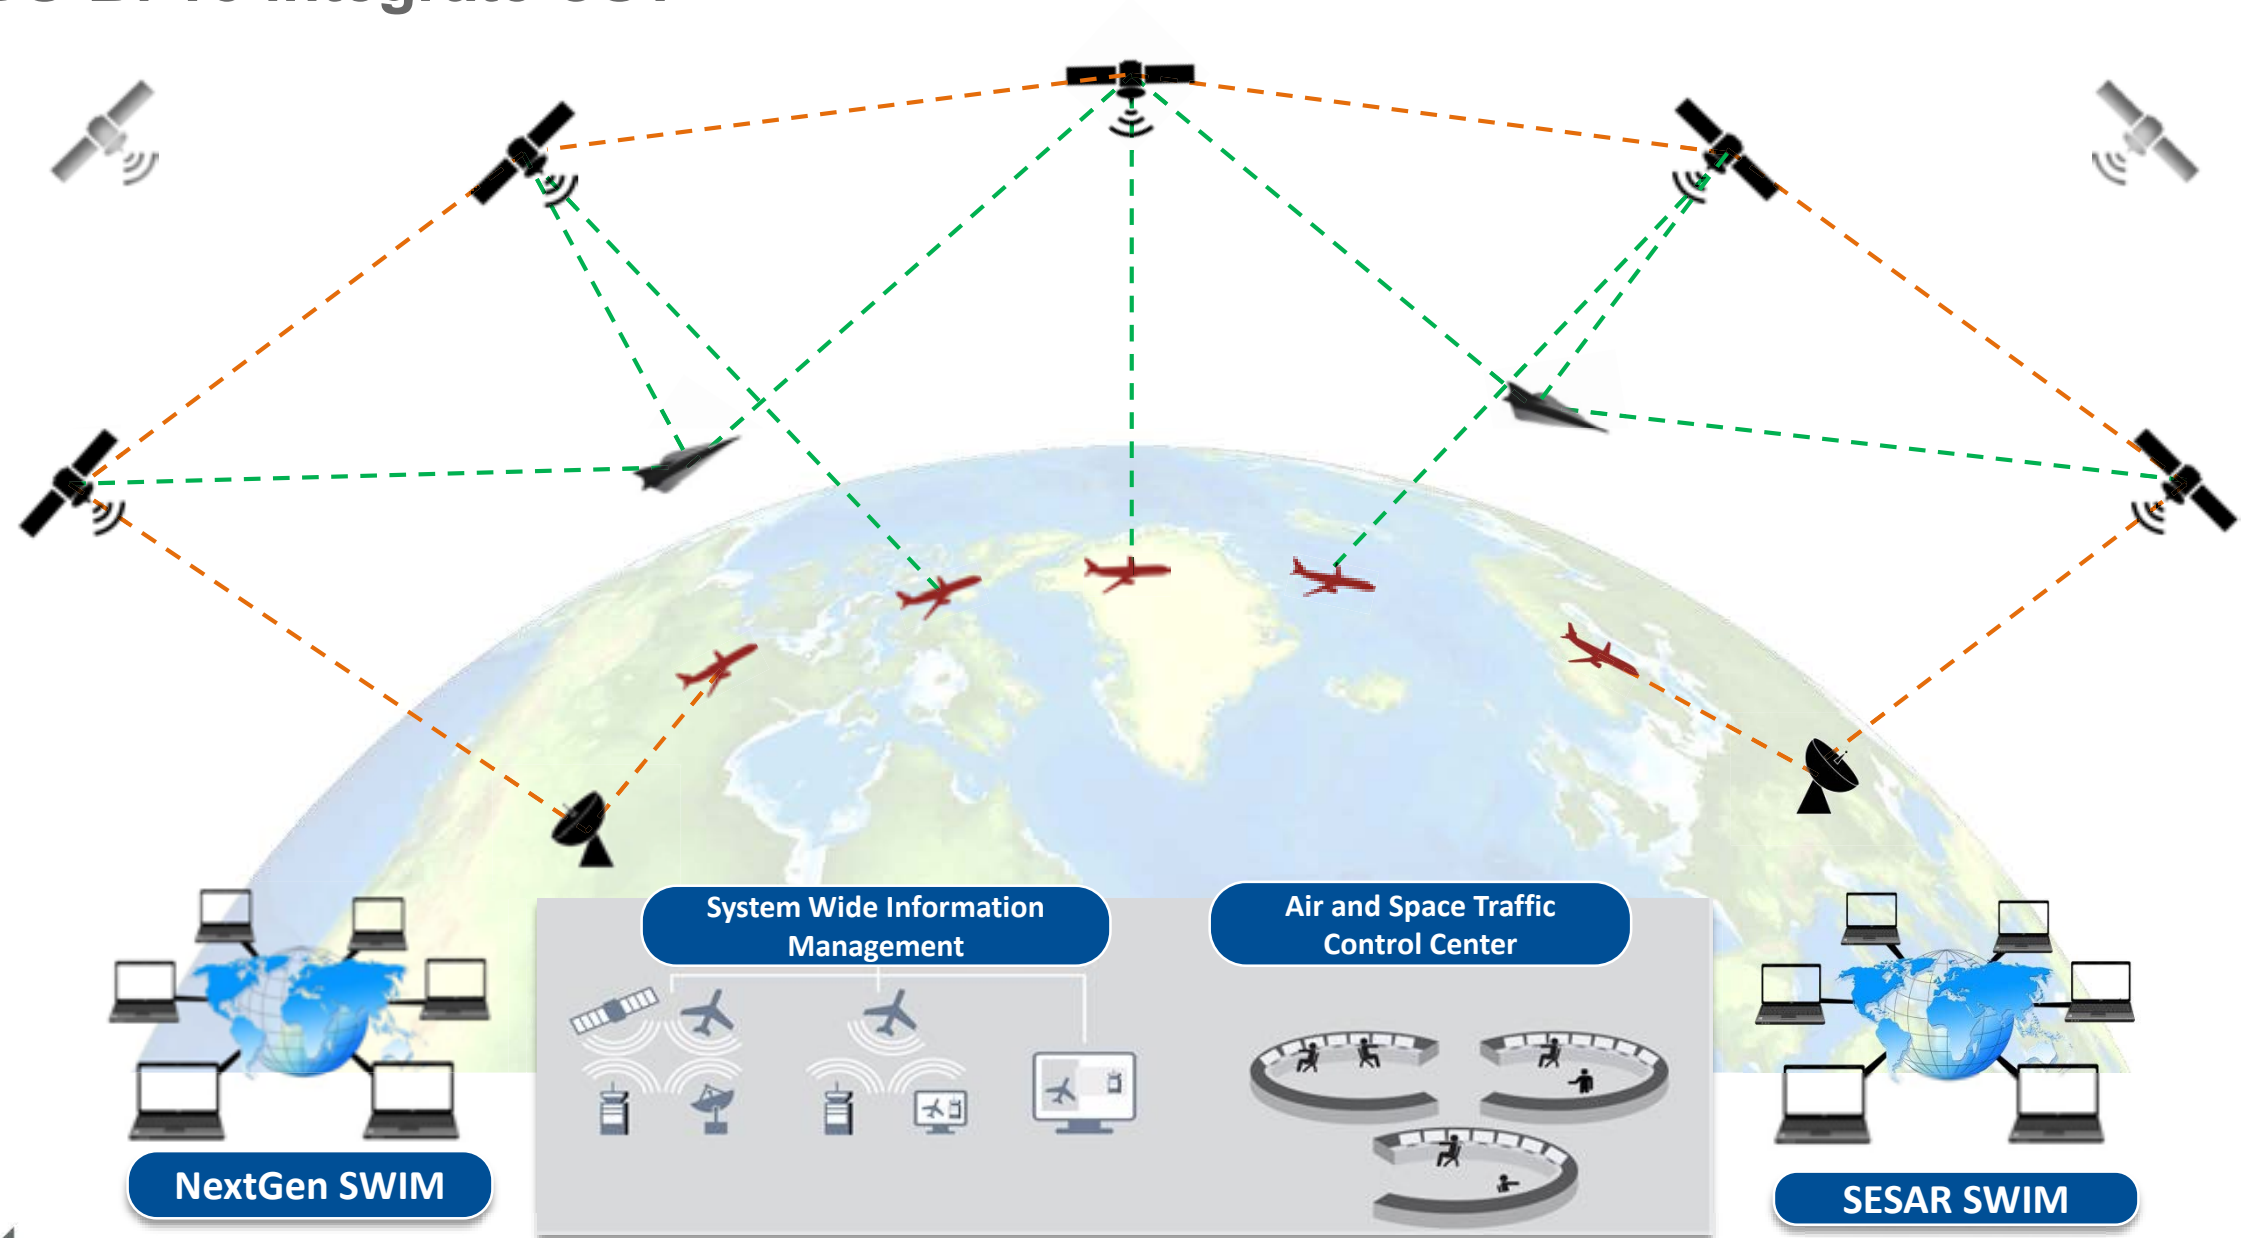 System Wide Information
Management
Air and Space Traffic
Control Center
NextGen SWIM
SESAR SWIM